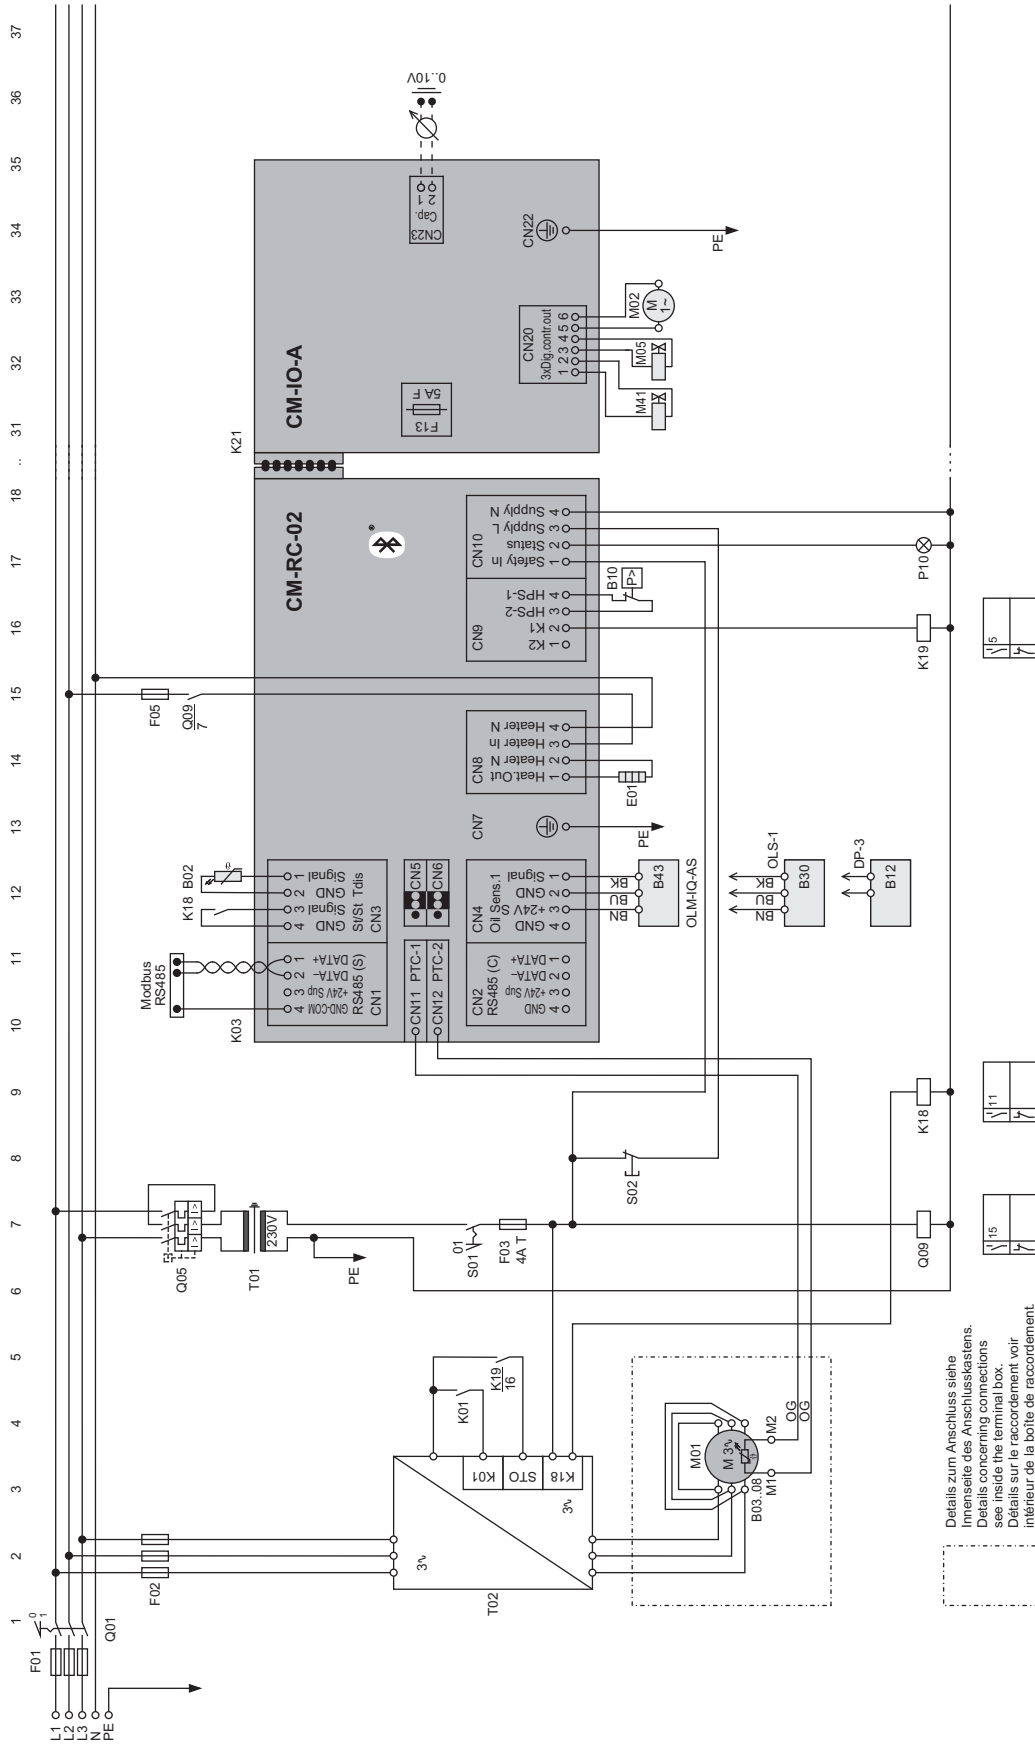 L1
L2
L3
N
PE
F01
0
1
Q01
1
2
3
4
5
6
7
8
9
10
11
12
13
14
15
16
17
18
..
31
32
33
34
35
36
37
F02
T02
3∿
3∿
K01
STO
K18
K01
K19
16
M01
M
3∿
B03..08
M1
M2
OG
OG
Q05
I >
I >
I >
T01
230V
PE
S01
01
F03
4A T
S02
Q09
15
K18
11
K19
5
P10
F05
Q09
7
K03
Modbus
RS485
K18
B02
CM-RC-02
4 GND-COM
3 +24V Sup
2 DATA-
1 DATA+
RS485 (S)
CN1
4 GND
3 Signal
2 GND
1 Signal
St/St
Tdis
CN3
CN11 PTC-1
CN12 PTC-2
CN5
CN6
CN2
RS485 (C)
4 GND
3 +24V Sup
2 DATA-
1 DATA+
CN4
Oil Sens.1
4 GND
3 +24V S
2 GND
1 Signal
BN
BU
BK
B43
OLM-IQ-AS
BN
BU
BK
B30
OLS-1
B12
DP-3
CN7
PE
CN8
1 Heat.Out
2 Heater N
3 Heater In
4 Heater N
E01
CN9
1 K2
2 K1
3 HPS-2
4 HPS-1
B10
P>
CN10
1 Safety In
2 Status
3 Supply L
4 Supply N
K21
CM-IO-A
F13
5A F
CN20
3xDig.contr.out
1 2 3 4 5 6
M41
M05
M02
M
1~
CN22
PE
CN23
Cap.
2 1
0..10V
Details zum Anschluss siehe
Innenseite des Anschlusskastens.
Details concerning connections
see inside the terminal box.
Détails sur le raccordement voir
intérieur de la boîte de raccordement.